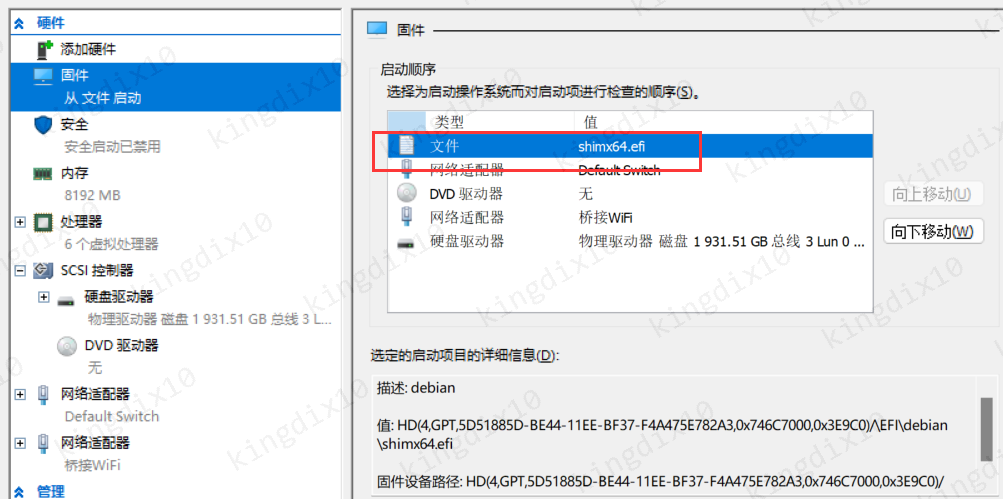 硬件
添加硬件
固件
从 文件 启动
安全
安全启动已禁用
内存
8192 MB
处理器
6 个虚拟处理器
SCSI 控制器
硬盘驱动器
物理驱动器 磁盘 1 931.51 GB 总线 3 L...
DVD 驱动器
无
网络适配器
Default Switch
网络适配器
桥接WiFi
管理
固件
启动顺序
选择为启动操作系统而对启动项进行检查的顺序(S)。
类型 值
文件 shimx64.efi
网络适配器 Default Switch
DVD 驱动器 无
网络适配器 桥接WiFi
硬盘驱动器 物理驱动器 磁盘 1 931.51 GB 总线 3 Lun 0 ...
向上移动(U)
向下移动(W)
选定的启动项目的详细信息(D):
描述: debian
值: HD(4,GPT,5D51885D-BE44-11EE-BF37-F4A475E782A3,0x746C7000,0x3E9C0)/\EFI\debian
\shimx64.efi
固件设备路径: HD(4,GPT,5D51885D-BE44-11EE-BF37-F4A475E782A3,0x746C7000,0x3E9C0)/
kingdix10